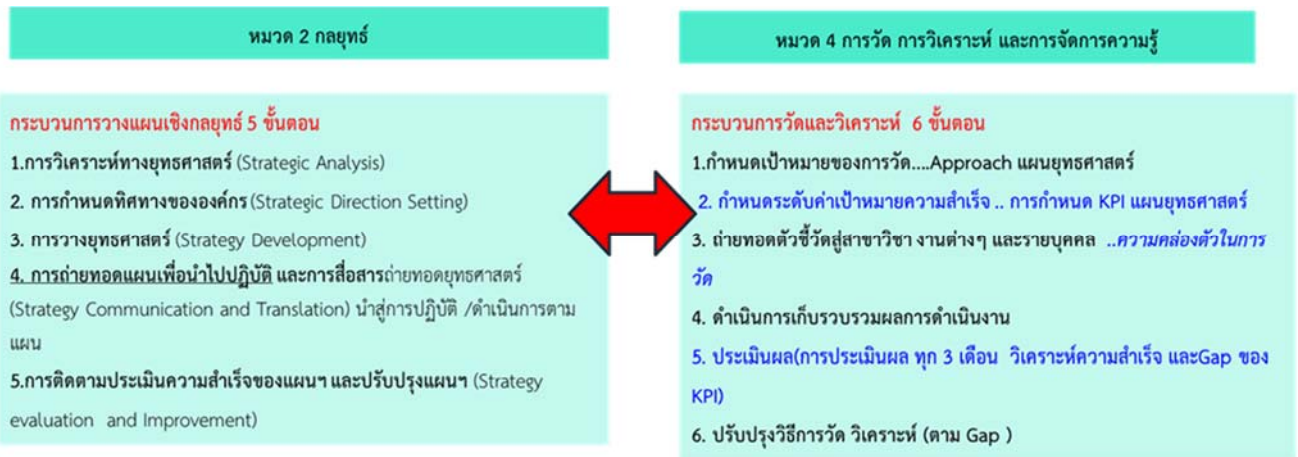 หมวด 2 กลยุทธ์
กระบวนการวางแผนเชิงกลยุทธ์ 5 ขั้นตอน
1.การวิเคราะห์ทางยุทธศาสตร์ (Strategic Analysis)
2. การกำหนดทิศทางขององค์กร (Strategic Direction Setting)
3. การวางยุทธศาสตร์ (Strategy Development)
4. การถ่ายทอดแผนเพื่อนำไปปฏิบัติ และการสื่อสารถ่ายทอดยุทธศาสตร์
(Strategy Communication and Translation) นำสู่การปฏิบัติ /ดำเนินการตาม
แผน
5.การติดตามประเมินความสำเร็จของแผนฯ และปรับปรุงแผนฯ (Strategy
evaluation and Improvement)
หมวด 4 การวัด การวิเคราะห์ และการจัดการความรู้
กระบวนการวัดและวิเคราะห์ 6 ขั้นตอน
1.กำหนดเป้าหมายของการวัด....Approach แผนยุทธศาสตร์
2. กำหนดระดับค่าเป้าหมายความสำเร็จ .. การกำหนด KPI แผนยุทธศาสตร์
3. ถ่ายทอดตัวชี้วัดสู่สาขาวิชา งานต่างๆ และรายบุคคล ..ความคล่องตัวในการ
วัด
4. ดำเนินการเก็บรวบรวมผลการดำเนินงาน
5. ประเมินผล(การประเมินผล ทุก 3 เดือน วิเคราะห์ความสำเร็จ และGap ของ
KPI)
6. ปรับปรุงวิธีการวัด วิเคราะห์ (ตาม Gap )